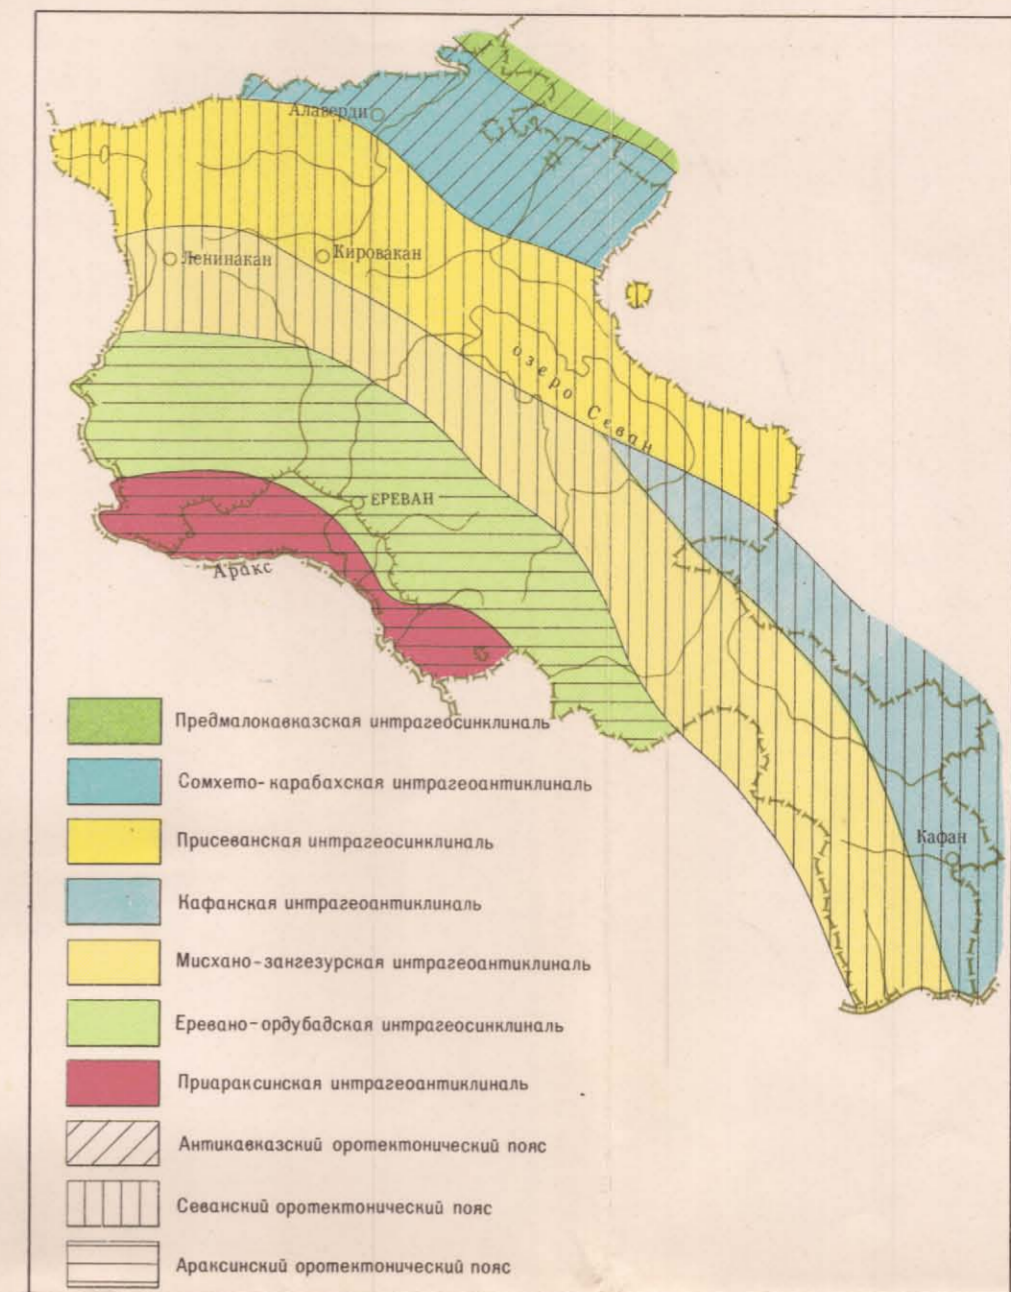 Алаверди
Ленинакан
Кировакан
озеро Севан
ЕРЕВАН
Аракс
Кафан
Предмалокавказская интрагеосинклиналь
Сомхето-карабахская интрагеоантиклиналь
Присеванская интрагеосинклиналь
Кафанская интрагеоантиклиналь
Мисхано-зангезурская интрагеоантиклиналь
Еревано-ордубадская интрагеосинклиналь
Приараксинская интрагеоантиклиналь
Антикавказский оротектонический пояс
Севанский оротектонический пояс
Араксинский оротектонический пояс